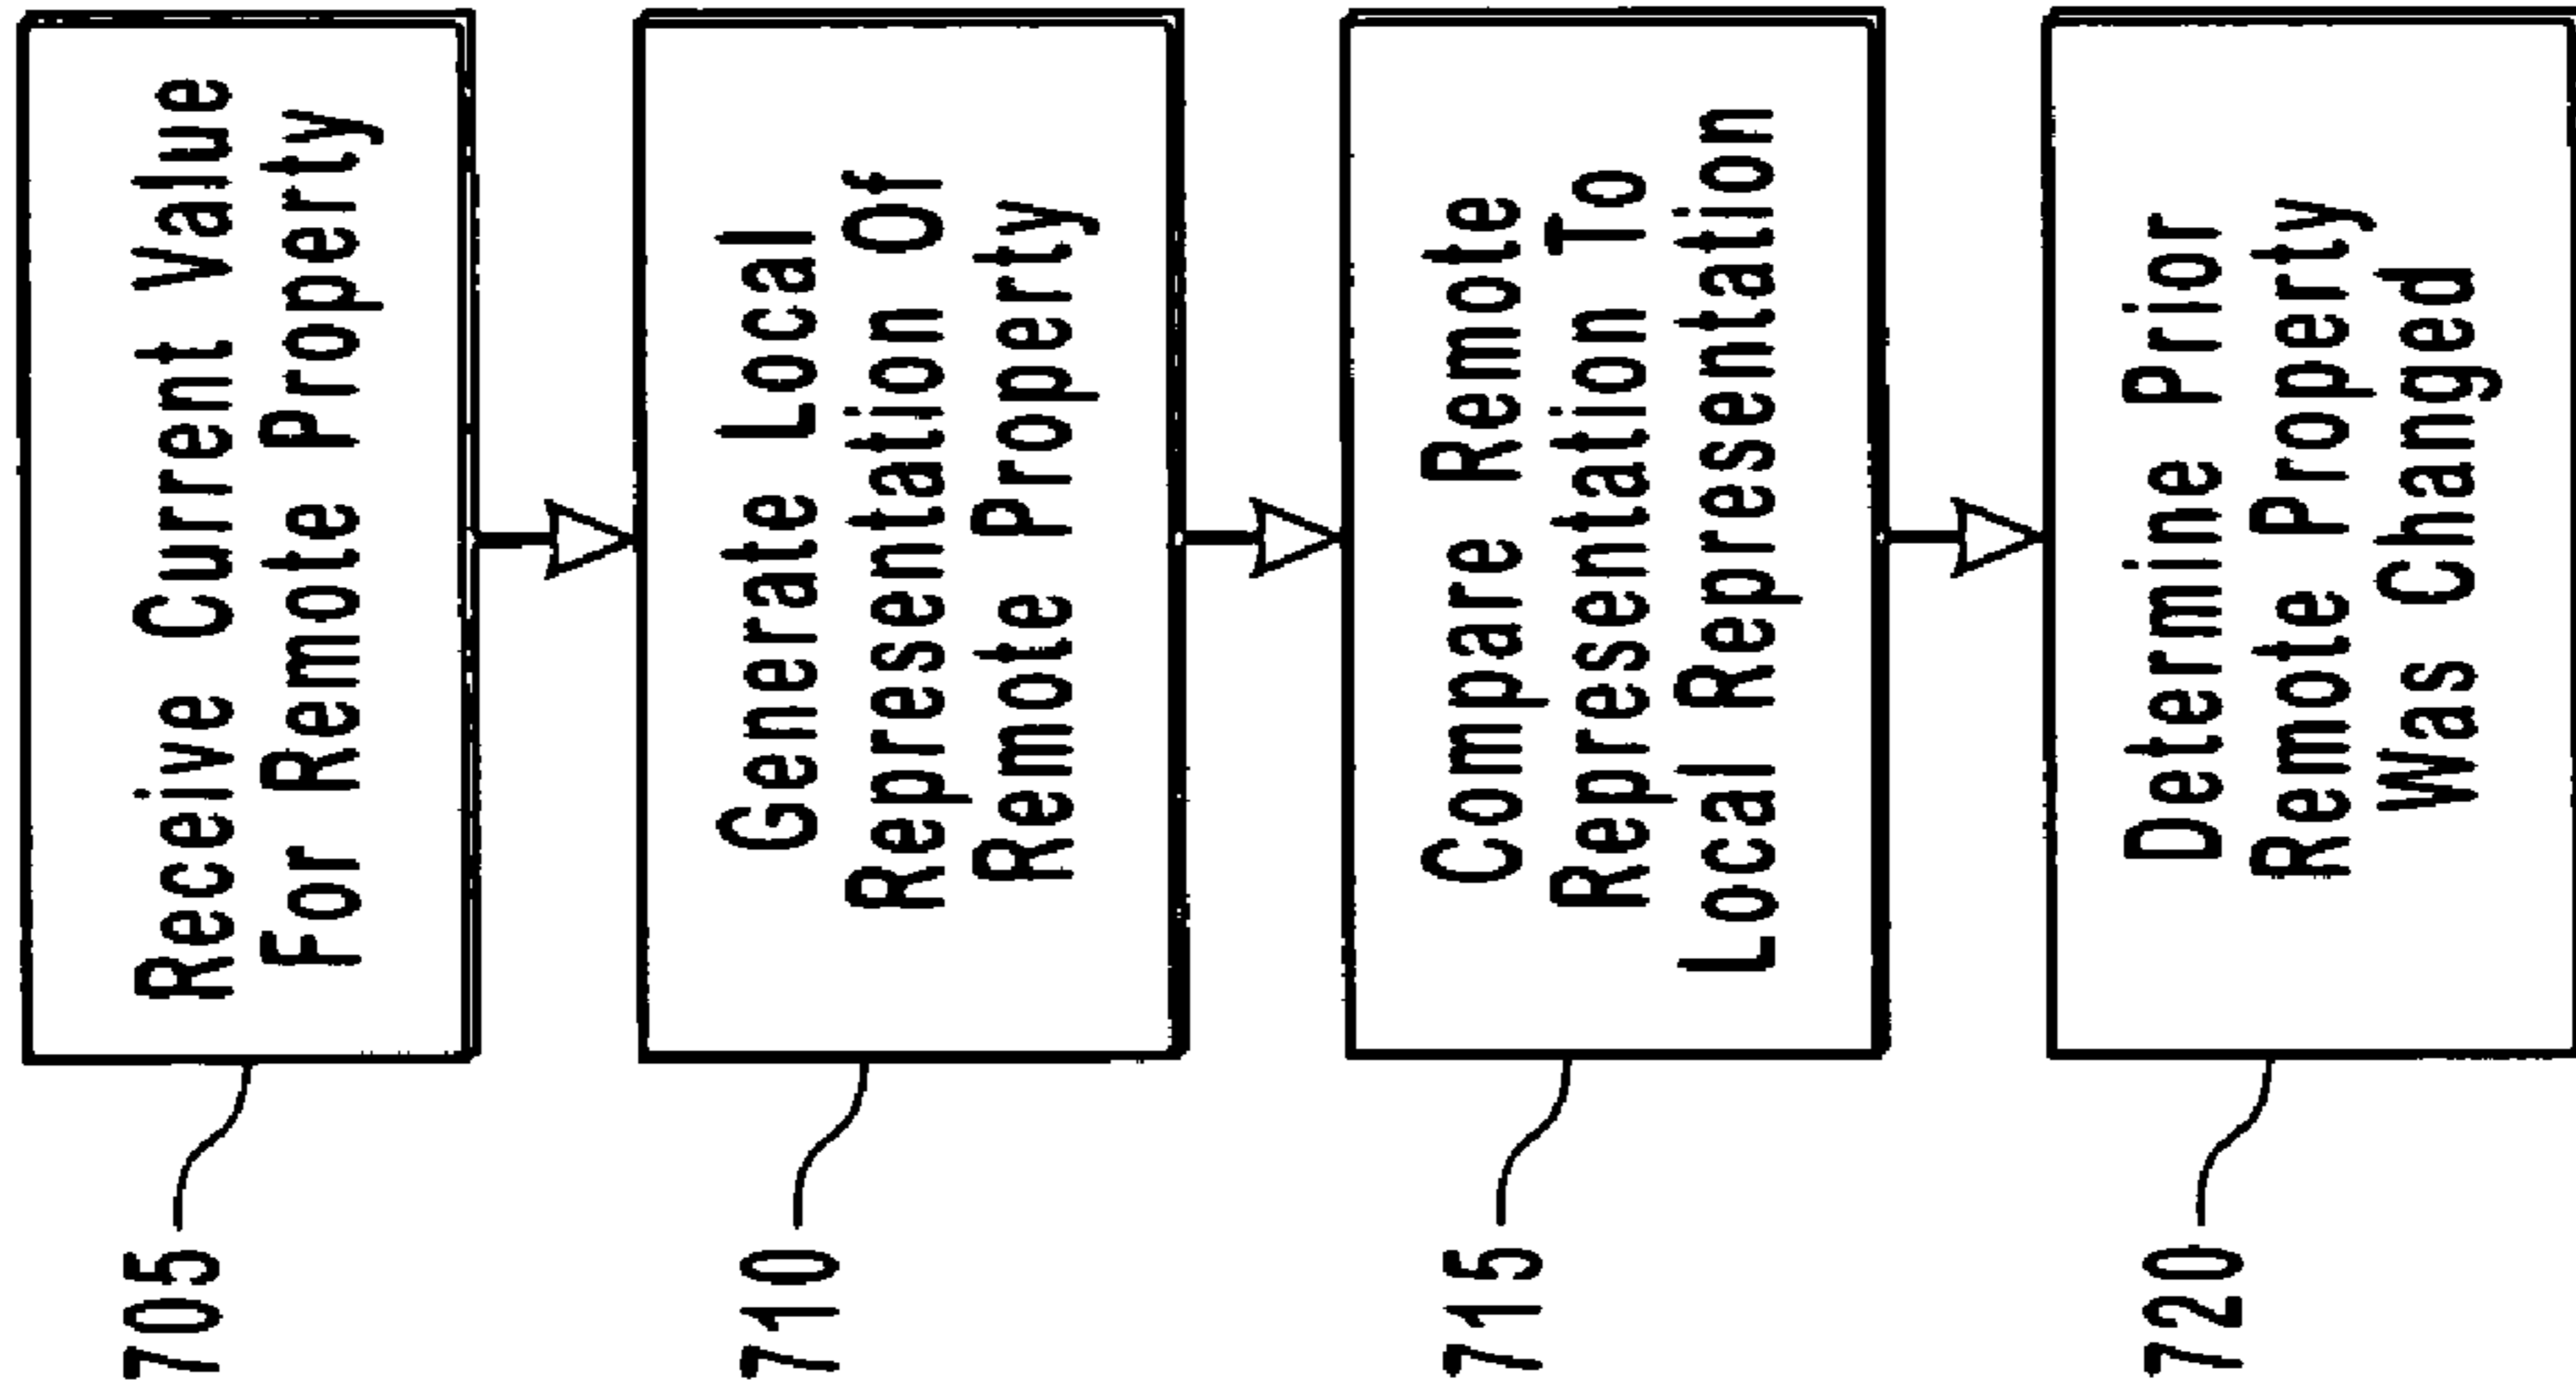 705
Receive Current Value
For Remote Property
710
Generate Local
Representation Of
Remote Property
715
Compare Remote
Representation To
Local Representation
720
Determine Prior
Remote Property
Was Changed